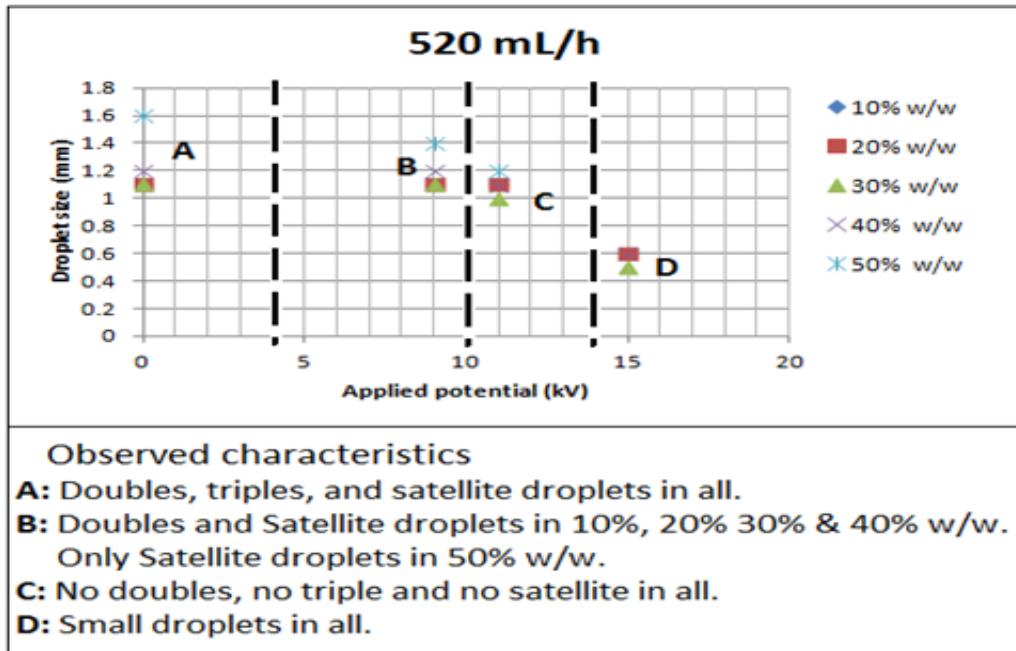 520 mL/h
1.8
1.6
1.4
1.2
1
0.8
0.6
0.4
0.2
0
Droplet size (mm)
A
B
C
D
0 5 10 15 20
Applied potential (kV)
10% w/w
20% w/w
30% w/w
40% w/w
50% w/w
Observed characteristics
A: Doubles, triples, and satellite droplets in all.
B: Doubles and Satellite droplets in 10%, 20% 30% & 40% w/w.
Only Satellite droplets in 50% w/w.
C: No doubles, no triple and no satellite in all.
D: Small droplets in all.